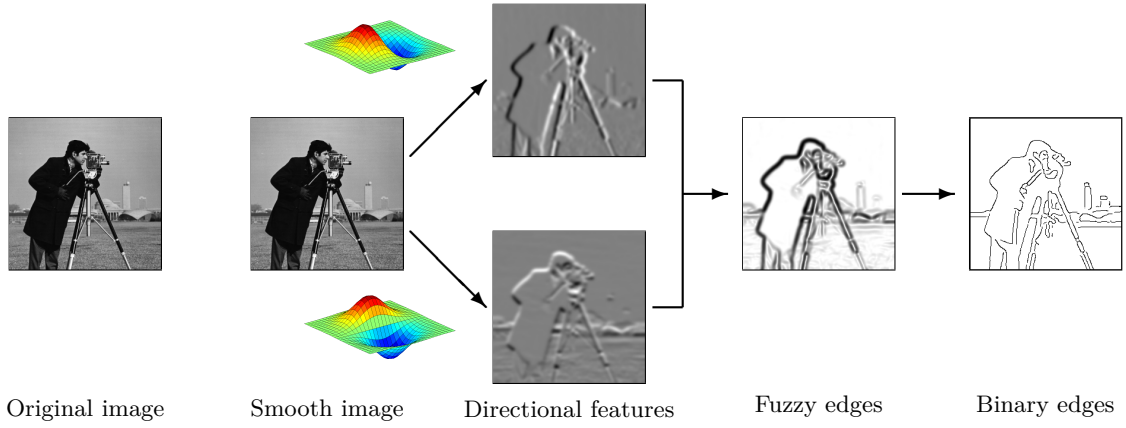 Original image
Smooth image
Directional features
Fuzzy edges
Binary edges